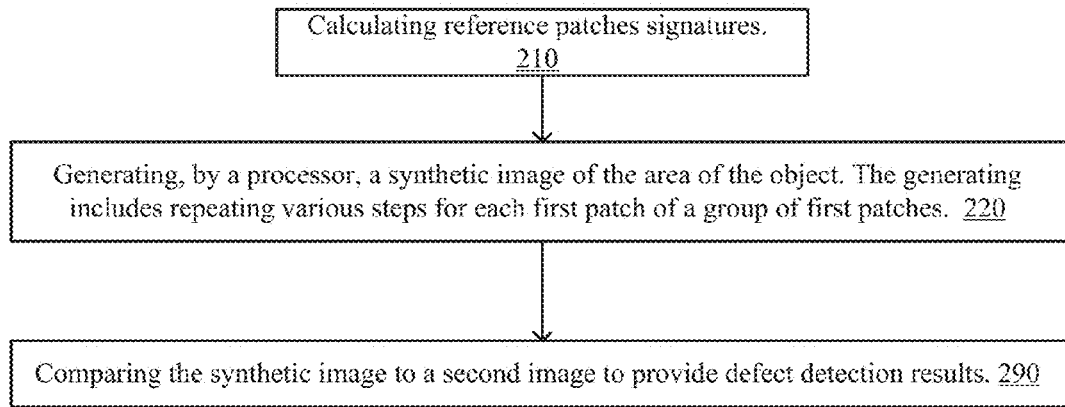 Calculating reference patches signatures.
210
Generating, by a processor, a synthetic image of the area of the object. The generating
includes repeating various steps for each first patch of a group of first patches. 220
Comparing the synthetic image to a second image to provide defect detection results. 290